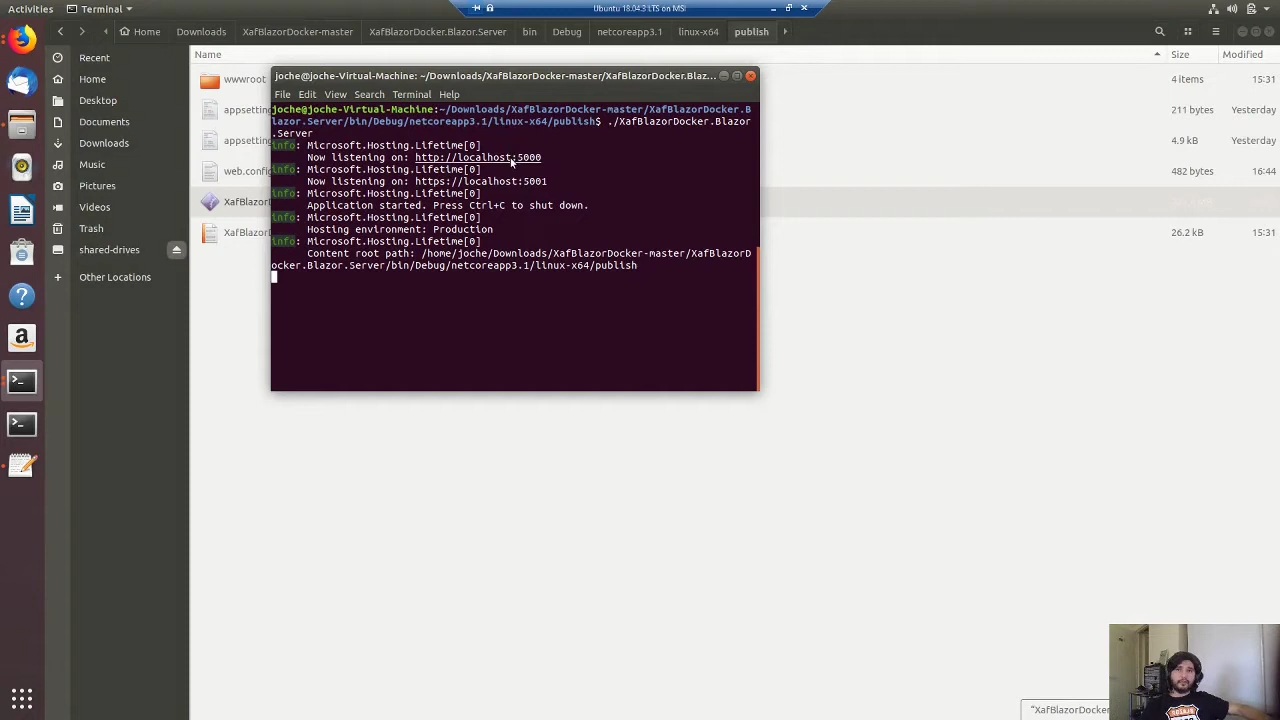 Activities
Terminal
Ubuntu 18.04.3 LTS on MSI
Home
Downloads
XafBlazorDocker-master
XafBlazorDocker.Blazor.Server
bin
Debug
netcoreapp3.1
linux-x64
publish
Name
Size
Modified
Recent
Home
Desktop
Documents
Downloads
Music
Pictures
Videos
Trash
shared-drives
Other Locations
wwwroot
4 items
15:31
appsetting
211 bytes
Yesterday
appsetting
4.9 kB
Yesterday
web.config
482 bytes
16:44
XafBlazorD
XafBlazorD
26.2 kB
15:31
joche@joche-Virtual-Machine: ~/Downloads/XafBlazorDocker-master/XafBlazorDocker.Blaz...
File Edit View Search Terminal Help
joche@joche-Virtual-Machine:~/Downloads/XafBlazorDocker-master/XafBlazorDocker.B
lazor.Server/bin/Debug/netcoreapp3.1/linux-x64/publish$ ./XafBlazorDocker.Blazor
.Server
info: Microsoft.Hosting.Lifetime[0]
Now listening on: http://localhost:5000
info: Microsoft.Hosting.Lifetime[0]
Now listening on: https://localhost:5001
info: Microsoft.Hosting.Lifetime[0]
Application started. Press Ctrl+C to shut down.
info: Microsoft.Hosting.Lifetime[0]
Hosting environment: Production
info: Microsoft.Hosting.Lifetime[0]
Content root path: /home/joche/Downloads/XafBlazorDocker-master/XafBlazorD
ocker.Blazor.Server/bin/Debug/netcoreapp3.1/linux-x64/publish
"XafBlazorDocker